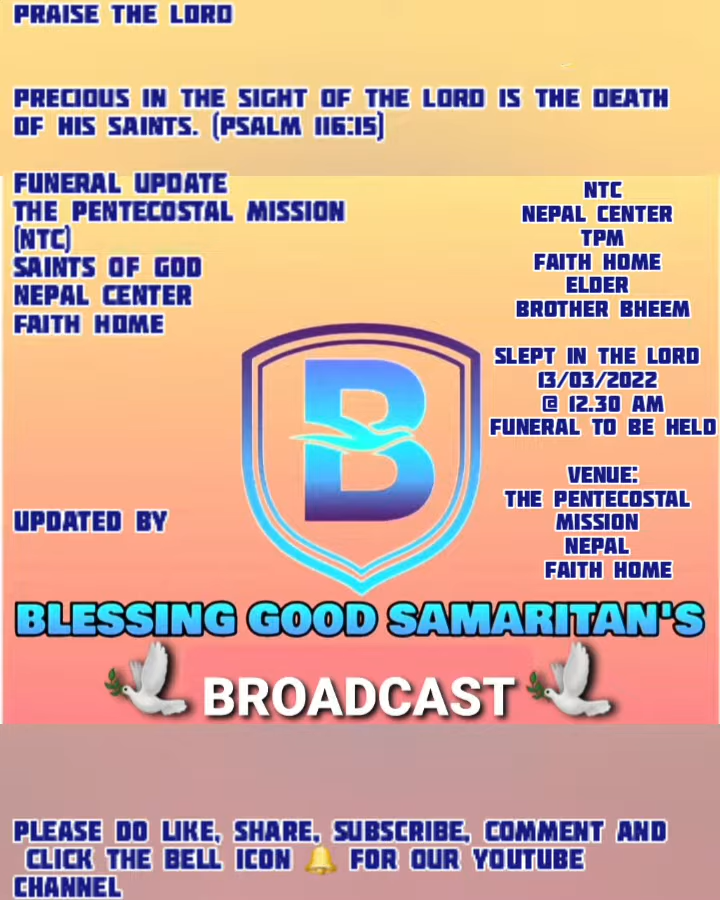 PRAISE THE LORD
PRECIOUS IN THE SIGHT OF THE LORD IS THE DEATH
OF HIS SAINTS. (PSALM 116:15)
FUNERAL UPDATE
THE PENTECOSTAL MISSION
(NTC)
SAINTS OF GOD
NEPAL CENTER
FAITH HOME
NTC
NEPAL CENTER
TPM
FAITH HOME
ELDER
BROTHER BHEEM
SLEPT IN THE LORD
13/03/2022
@ 12.30 AM
FUNERAL TO BE HELD
VENUE:
THE PENTECOSTAL
MISSION
NEPAL
FAITH HOME
B
UPDATED BY
BLESSING GOOD SAMARITAN'S
BROADCAST
PLEASE DO LIKE, SHARE, SUBSCRIBE, COMMENT AND
CLICK THE BELL ICON 🔔 FOR OUR YOUTUBE
CHANNEL